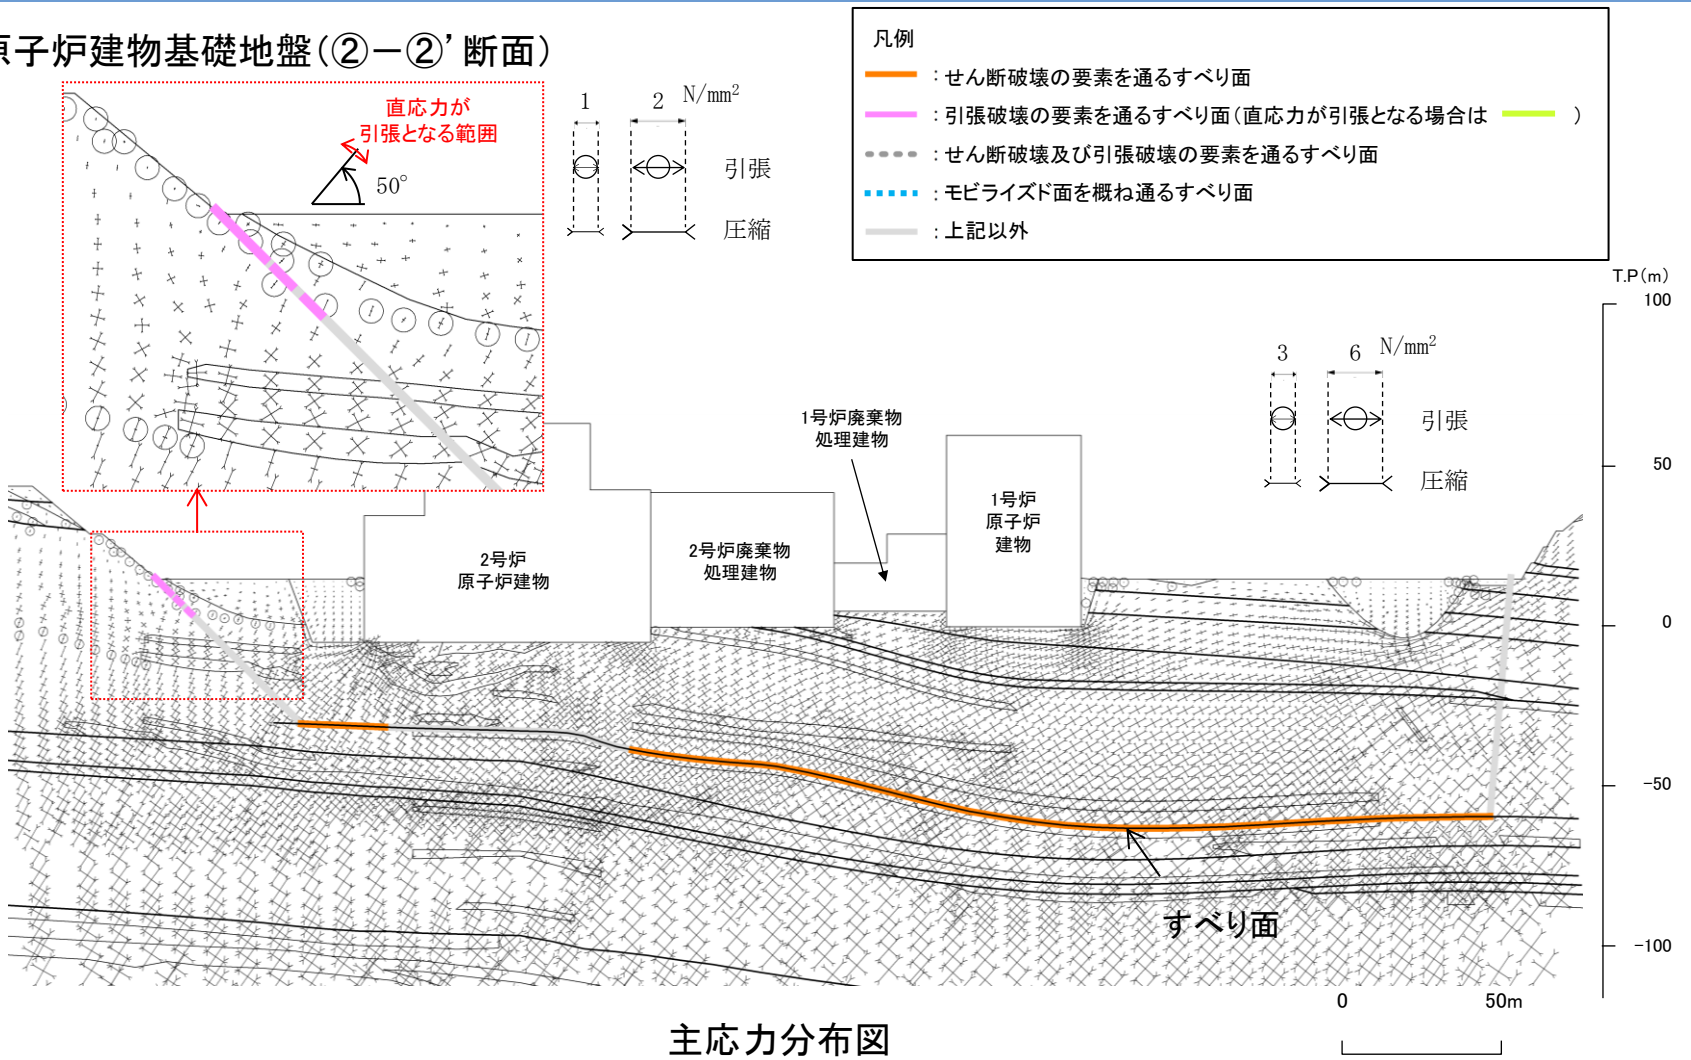 原子炉建物基礎地盤(②ー②’断面)
凡例
:せん断破壊の要素を通るすべり面
:引張破壊の要素を通るすべり面(直応力が引張となる場合は )
:せん断破壊及び引張破壊の要素を通るすべり面
:モビライズド面を概ね通るすべり面
:上記以外
直応力が
引張となる範囲
50°
1 2 N/mm²
引張
圧縮
T.P(m)
100
50
0
-50
-100
3 6 N/mm²
引張
圧縮
1号炉廃棄物
処理建物
1号炉
原子炉
建物
2号炉
原子炉建物
2号炉廃棄物
処理建物
すべり面
0 50m
主応力分布図